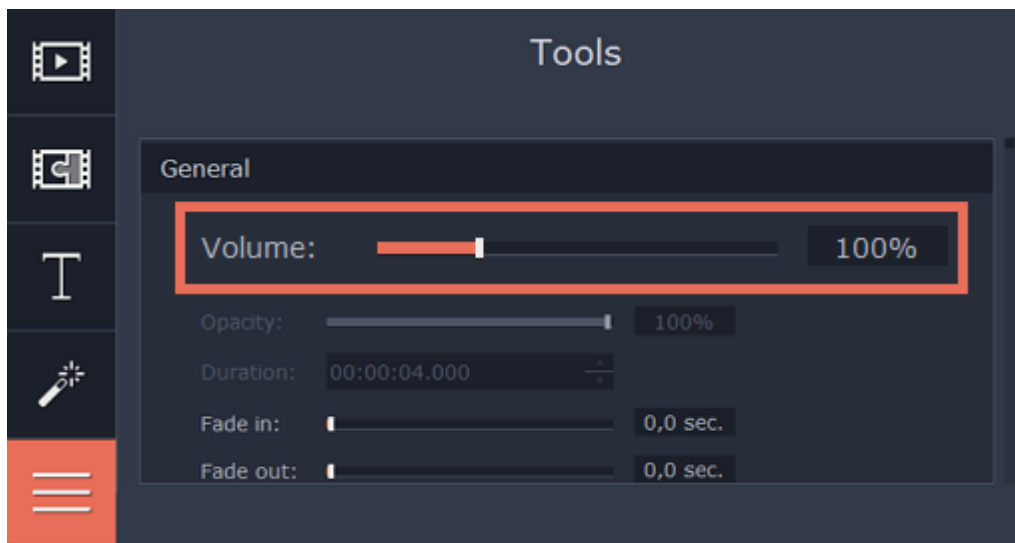 Tools
General
Volume: 100%
T
Opacity: 100%
Duration: 00:00:04.000
Fade in: 0,0 sec.
Fade out: 0,0 sec.